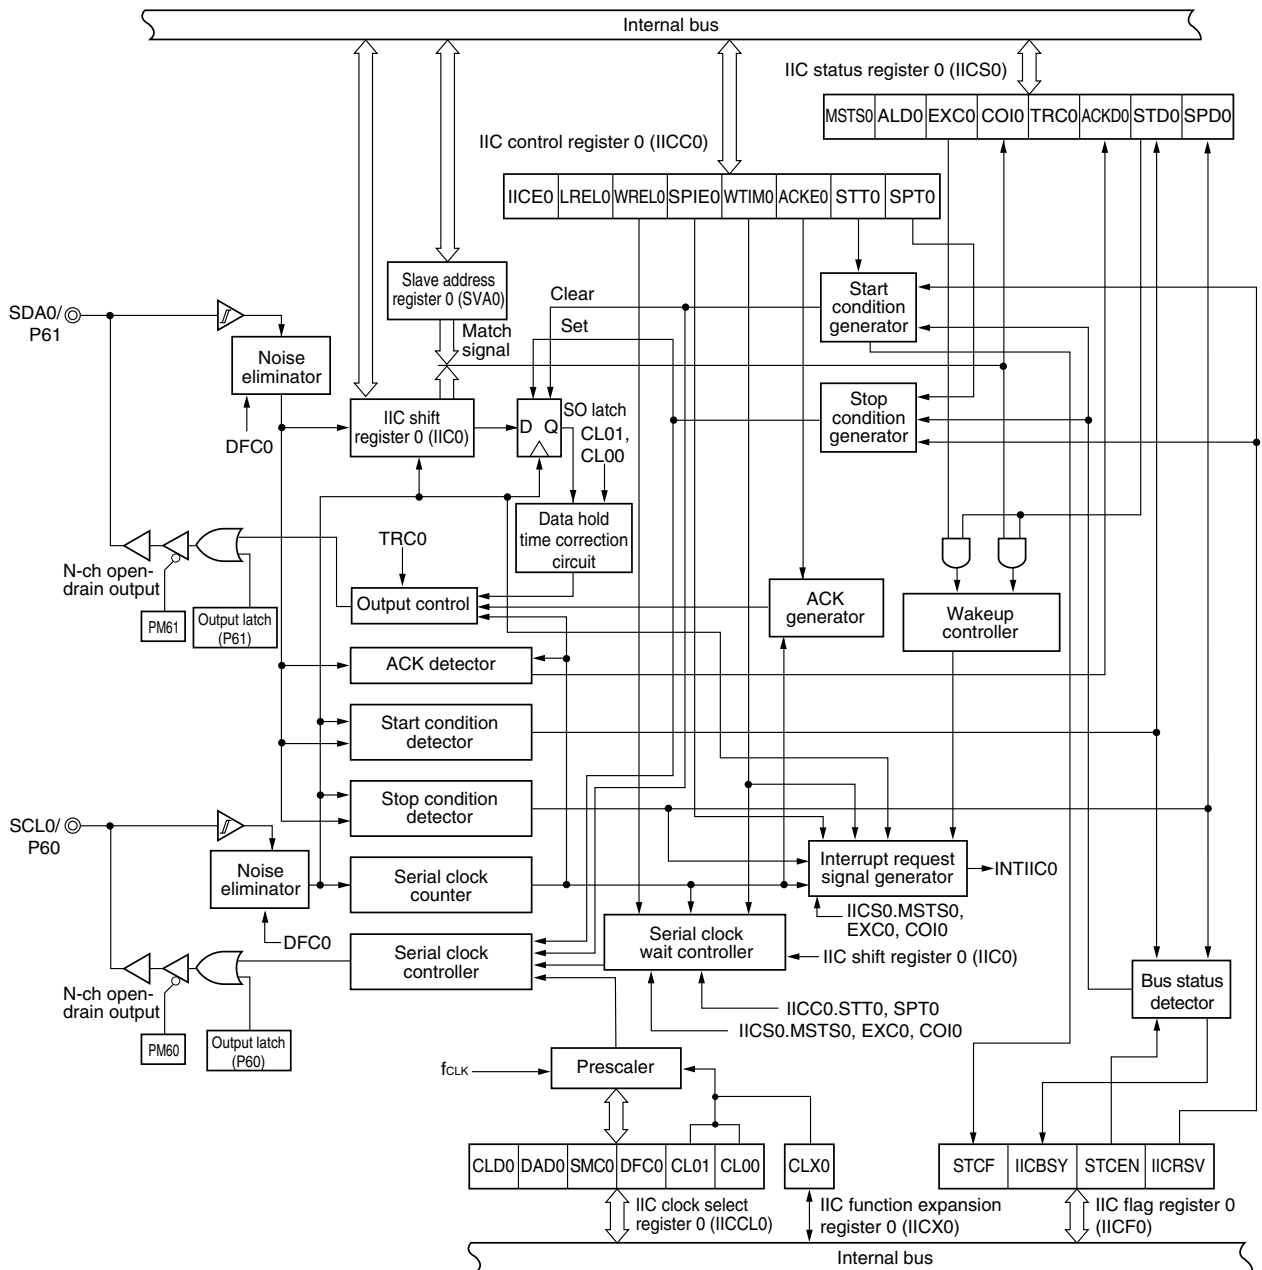 Internal bus
IIC status register 0 (IICS0)
MSTS0 ALD0 EXC0 COI0 TRC0 ACKD0 STD0 SPD0
IIC control register 0 (IICC0)
IICE0 LREL0 WREL0 SPIE0 WTIM0 ACKE0 STT0 SPT0
Slave address
register 0 (SVA0)
Clear
Start
condition
generator
SDA0/
P61
Set
Match
signal
Noise
eliminator
Stop
condition
generator
IIC shift
register 0 (IIC0)
D Q
SO latch
CL01,
CL00
DFC0
Data hold
time correction
circuit
TRC0
N-ch open-
drain output
PM61
Output latch
(P61)
Output control
ACK
generator
Wakeup
controller
ACK detector
Start condition
detector
Stop condition
detector
SCL0/
P60
Noise
eliminator
Serial clock
counter
Interrupt request
signal generator
INTIIC0
IICS0.MSTS0,
EXC0, COI0
DFC0
Serial clock
controller
Serial clock
wait controller
IIC shift register 0 (IIC0)
Bus status
detector
N-ch open-
drain output
PM60
Output latch
(P60)
IICC0.STT0, SPT0
IICS0.MSTS0, EXC0, COI0
fCLK
Prescaler
CLD0 DAD0 SMC0 DFC0 CL01 CL00
CLX0
STCF IICBSY STCEN IICRSV
IIC clock select
register 0 (IICCL0)
IIC function expansion
register 0 (IICX0)
IIC flag register 0
(IICF0)
Internal bus